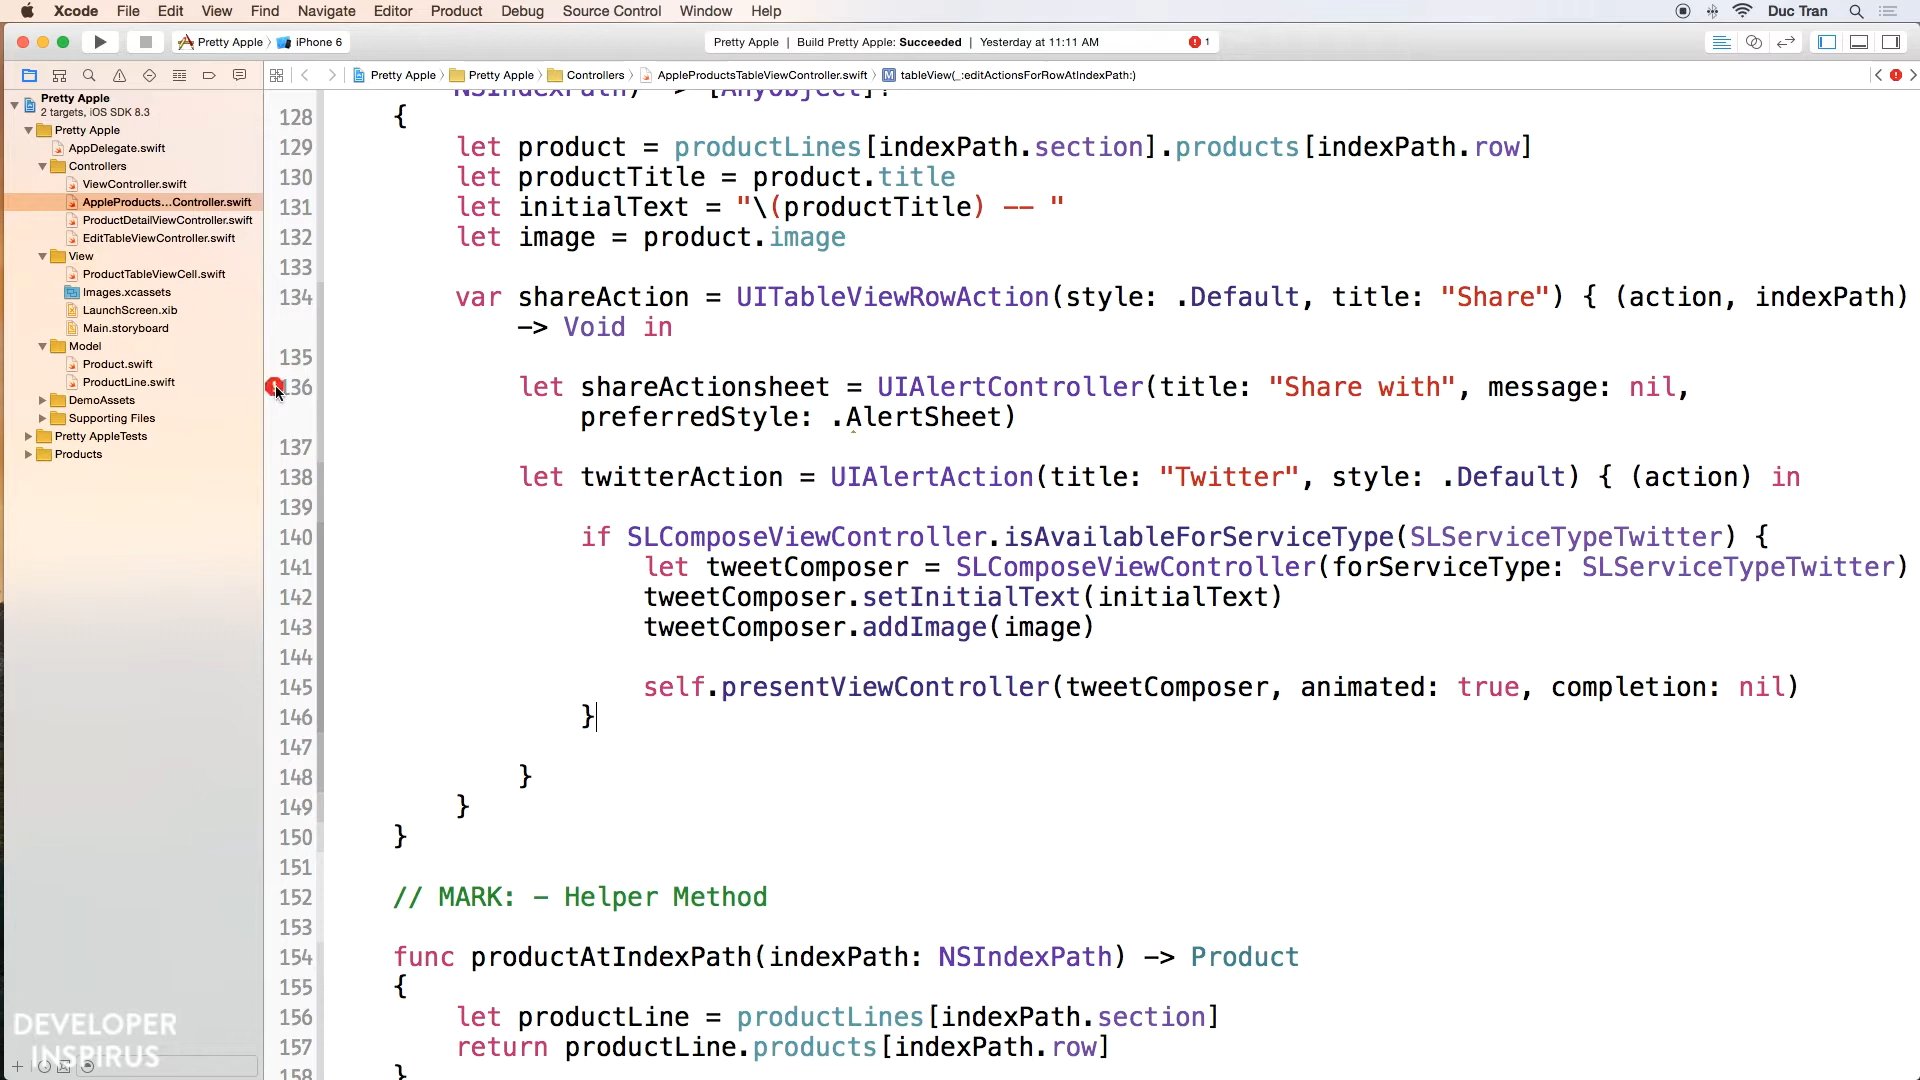 Xcode File Edit View Find Navigate Editor Product Debug Source Control Window Help Duc Tran
Pretty Apple iPhone 6 Pretty Apple | Build Pretty Apple: Succeeded | Yesterday at 11:11 AM 1
Pretty Apple Pretty Apple Controllers AppleProductsTableViewController.swift M tableView(_:editActionsForRowAtIndexPath:)
Pretty Apple
2 targets, iOS SDK 8.3
Pretty Apple
AppDelegate.swift
Controllers
ViewController.swift
AppleProducts...Controller.swift
ProductDetailViewController.swift
EditTableViewController.swift
View
ProductTableViewCell.swift
Images.xcassets
LaunchScreen.xib
Main.storyboard
Model
Product.swift
ProductLine.swift
DemoAssets
Supporting Files
Pretty AppleTests
Products
NSIndexPath) -> [AnyObject]?
128 {
129 let product = productLines[indexPath.section].products[indexPath.row]
130 let productTitle = product.title
131 let initialText = "\(productTitle) -- "
132 let image = product.image
133
134 var shareAction = UITableViewRowAction(style: .Default, title: "Share") { (action, indexPath)
-> Void in
135
136 let shareActionsheet = UIAlertController(title: "Share with", message: nil,
preferredStyle: .AlertSheet)
137
138 let twitterAction = UIAlertAction(title: "Twitter", style: .Default) { (action) in
139
140 if SLComposeViewController.isAvailableForServiceType(SLServiceTypeTwitter) {
141 let tweetComposer = SLComposeViewController(forServiceType: SLServiceTypeTwitter)
142 tweetComposer.setInitialText(initialText)
143 tweetComposer.addImage(image)
144
145 self.presentViewController(tweetComposer, animated: true, completion: nil)
146 }
147
148 }
149 }
150 }
151
152 // MARK: - Helper Method
153
154 func productAtIndexPath(indexPath: NSIndexPath) -> Product
155 {
156 let productLine = productLines[indexPath.section]
157 return productLine.products[indexPath.row]
158 }
DEVELOPER
INSPIRUS